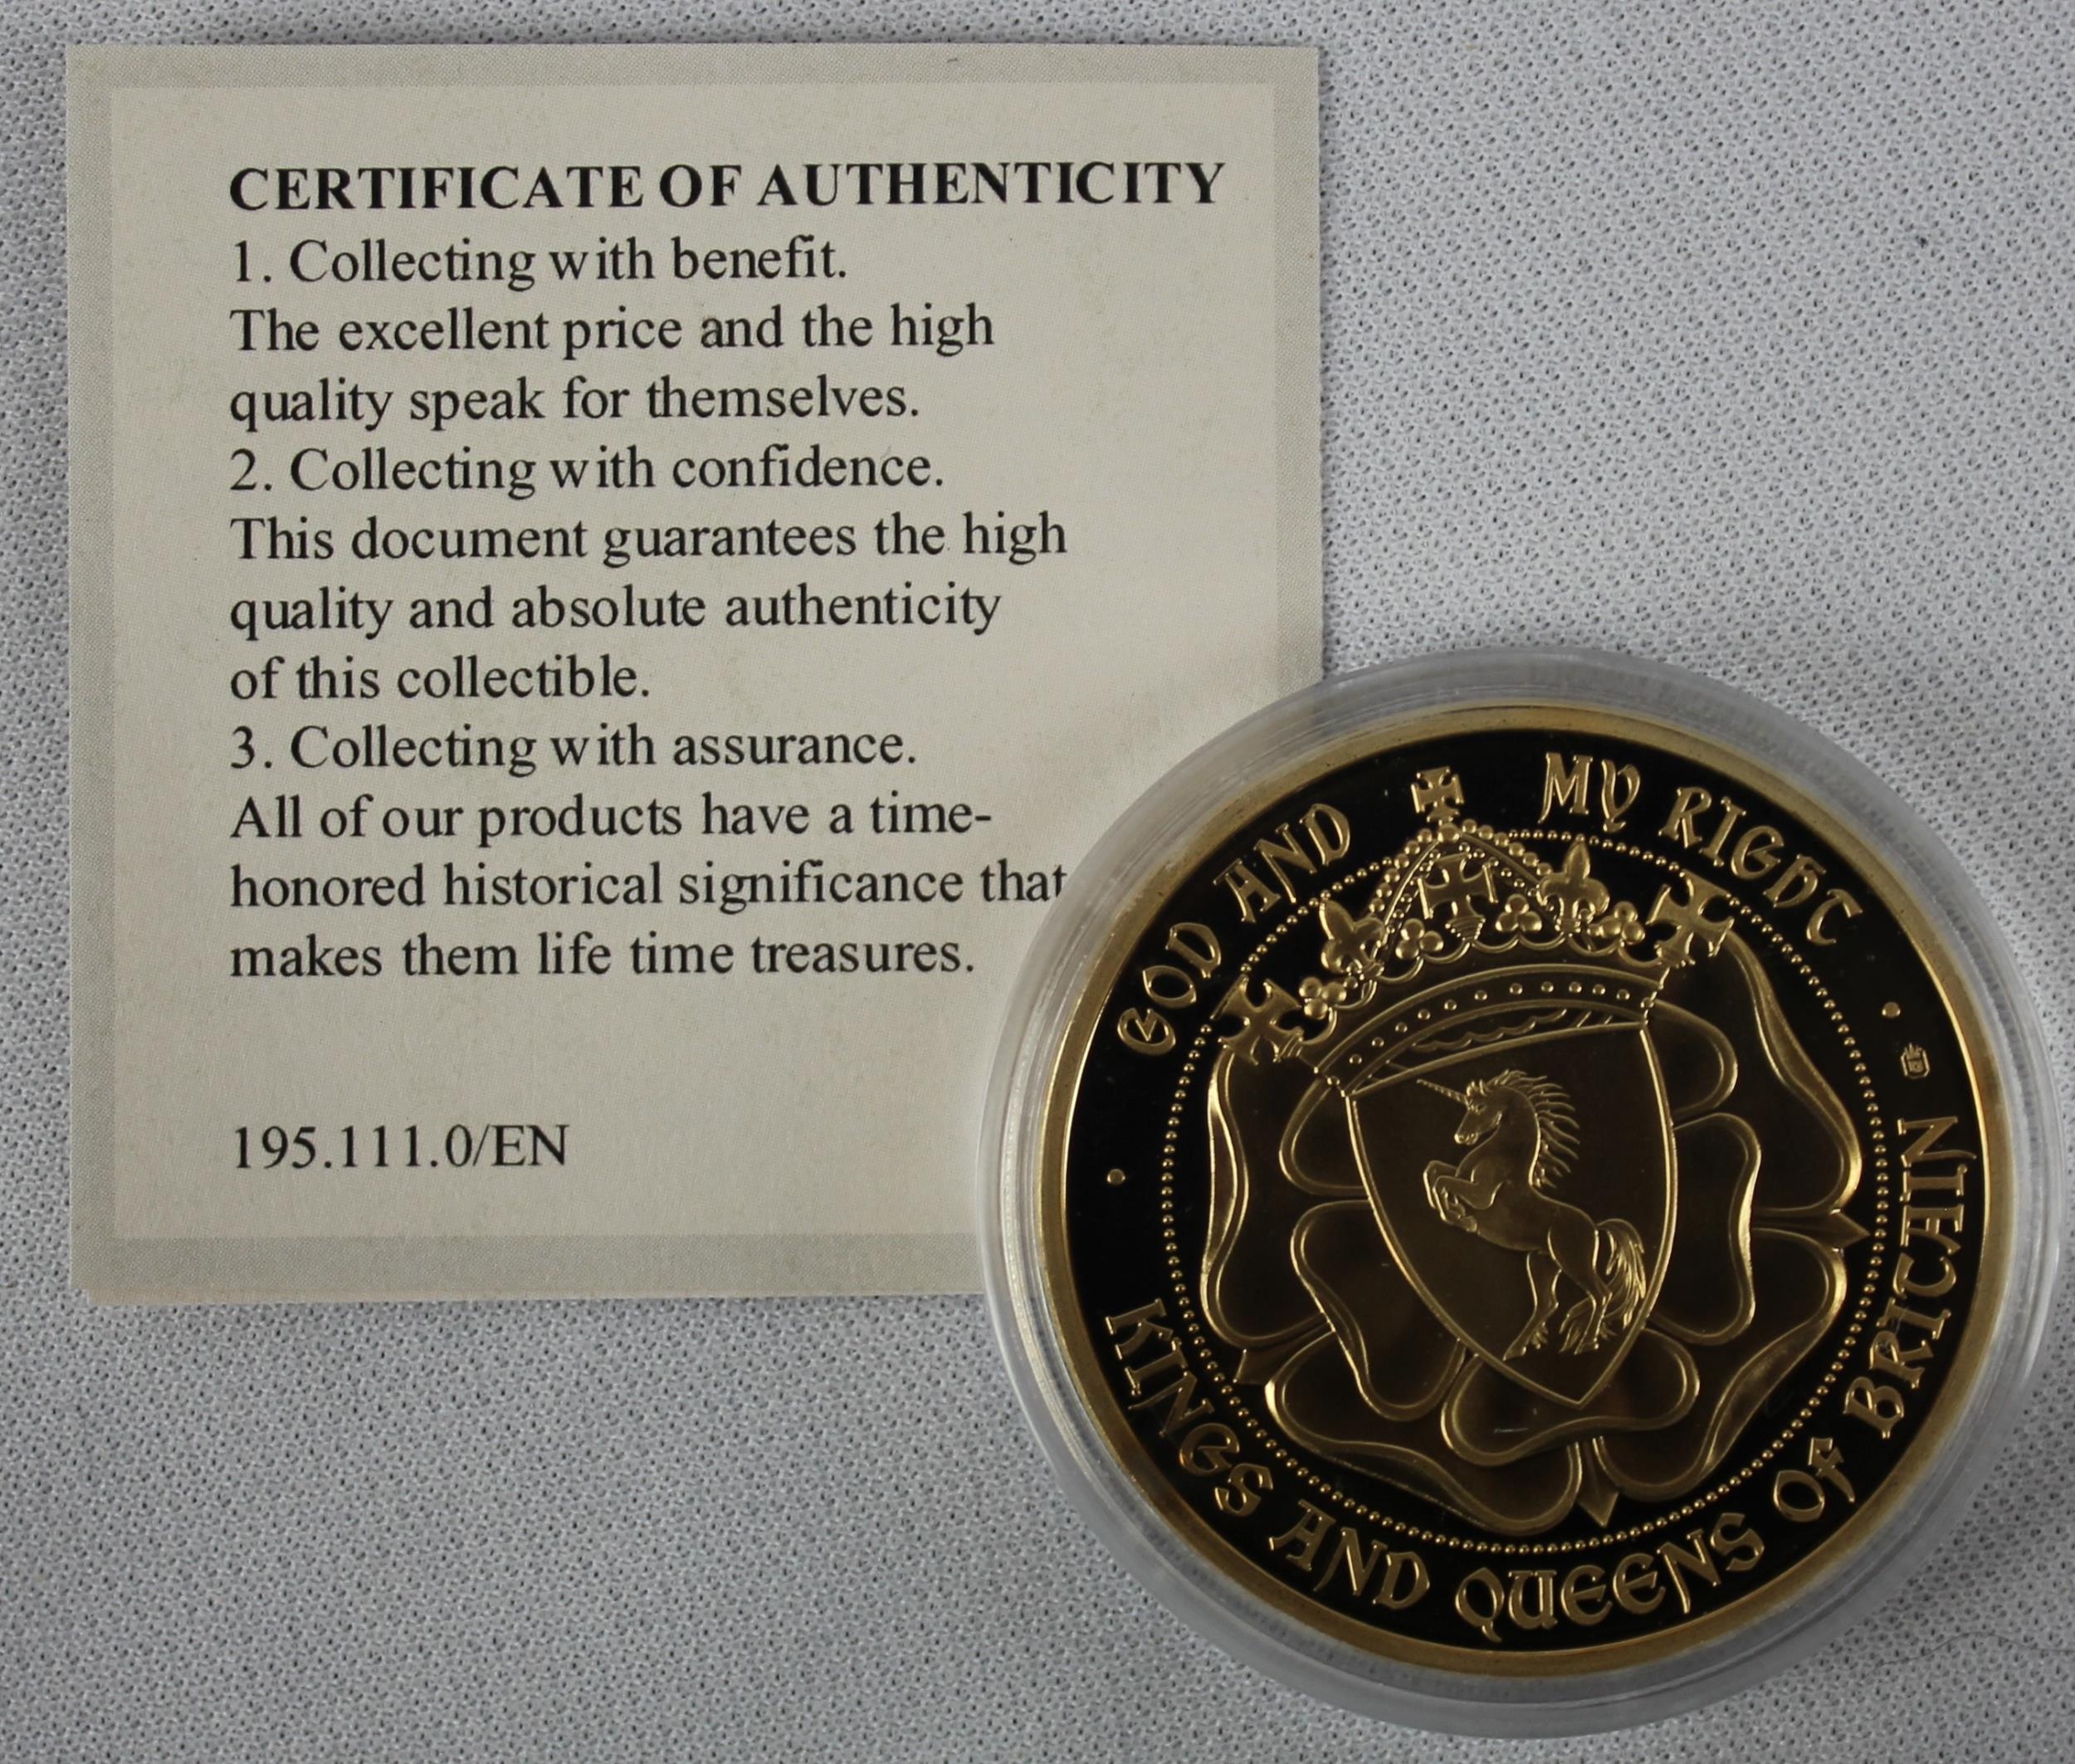 CERTIFICATE OF AUTHENTICITY
1. Collecting with benefit.
The excellent price and the high
quality speak for themselves.
2. Collecting with confidence.
This document guarantees the high
quality and absolute authenticity
of this collectible.
3. Collecting with assurance.
All of our products have a time-
honored historical significance that
makes them life time treasures.
195.111.0/EN
GOD AND MY RIGHT
KINGS AND QUEENS OF BRITAIN